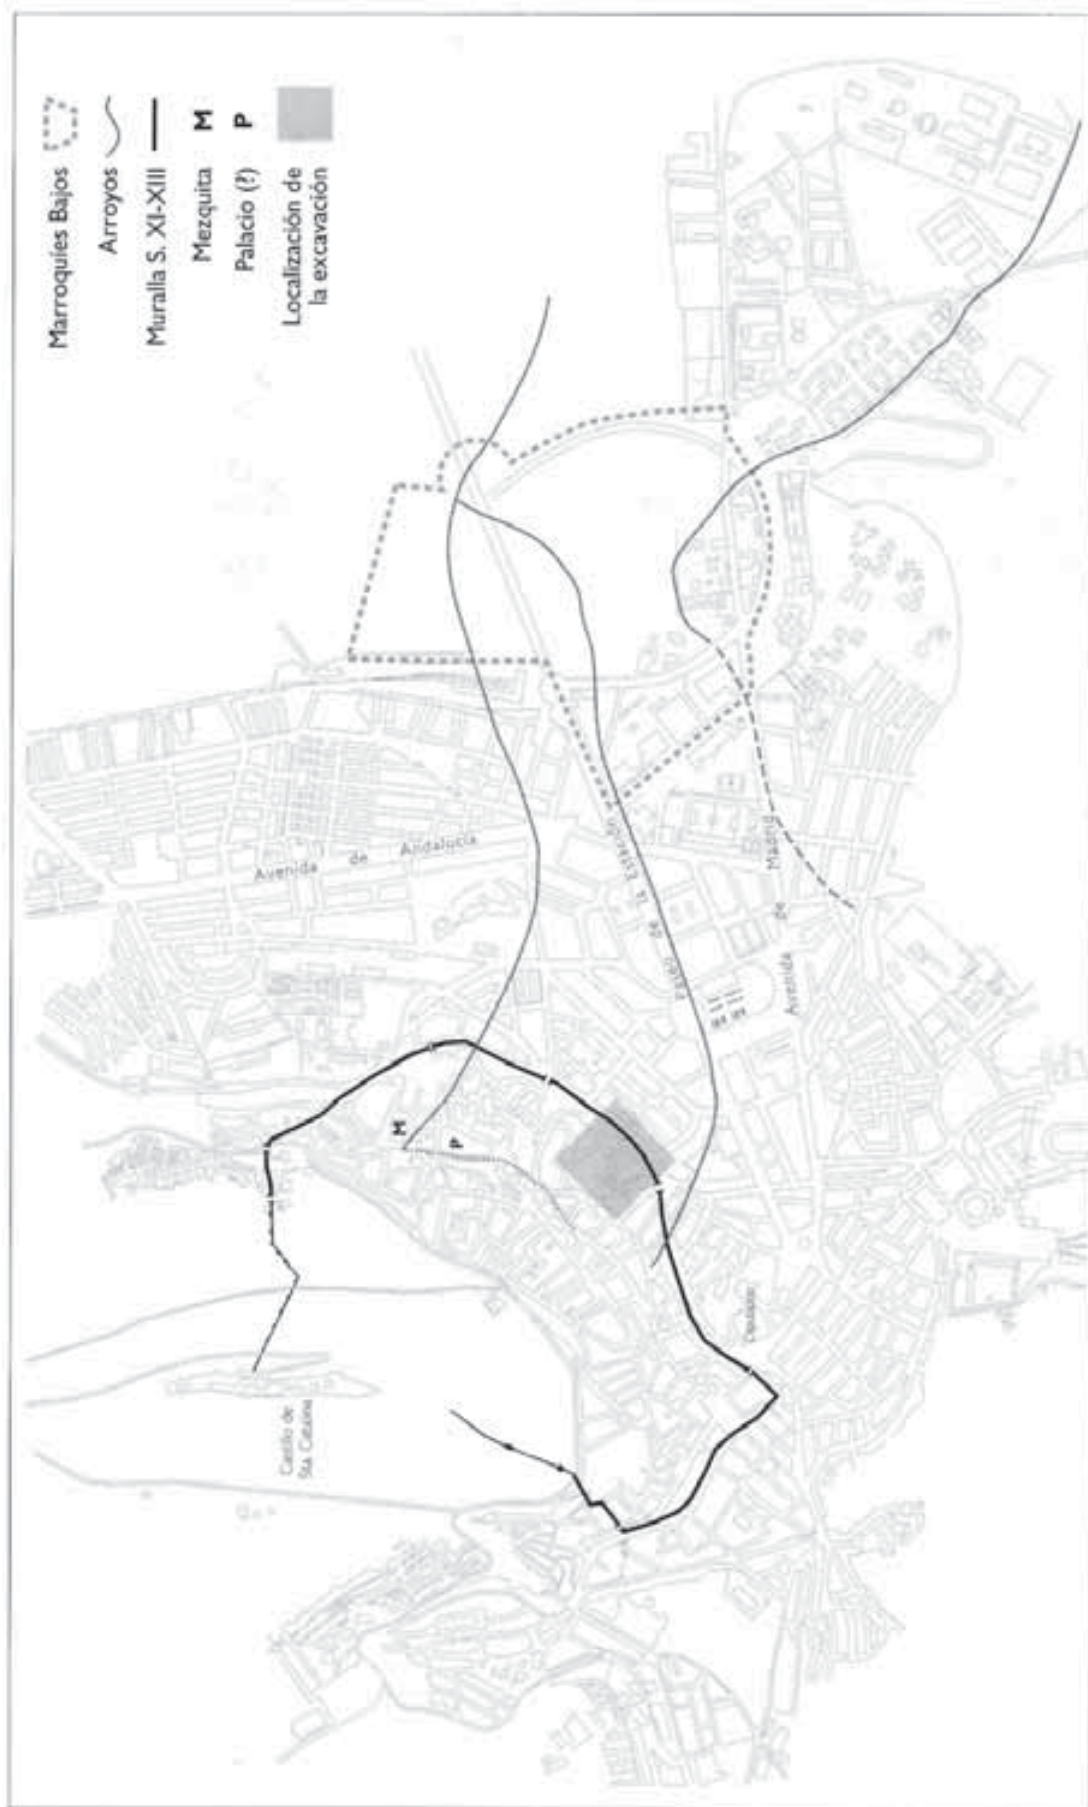 Marroquíes Bajos
Arroyos
Muralla S. XI-XIII
Mezquita M
Palacio (?) P
Localización de
la excavación
Avenida de Andalucía
Paseo de la Estación
Avenida de Madrid
M
P
Castillo de
Sta. Catalina